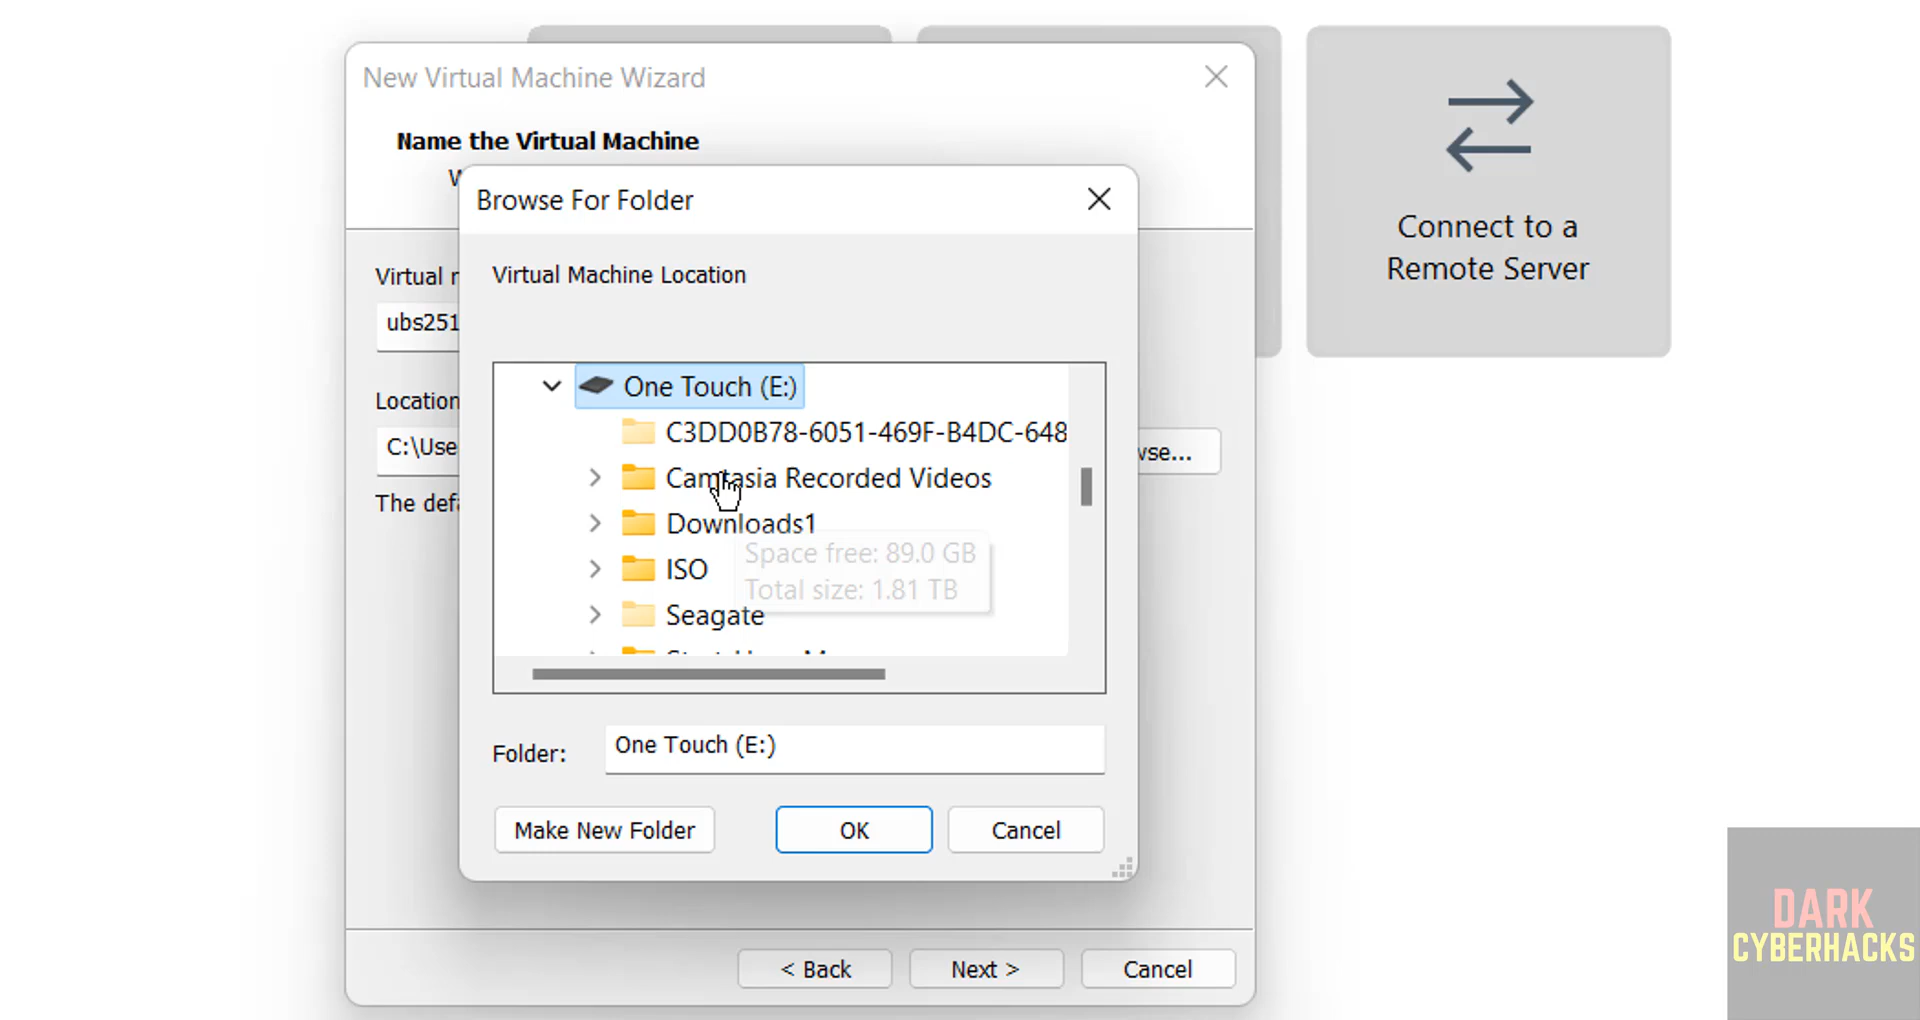 New Virtual Machine Wizard
Name the Virtual Machine
Browse For Folder
Virtual Machine Location
Virtual
ubs251
Location
C:\Use
The
One Touch (E:)
C3DD0B78-6051-469F-B4DC-648
Camtasia Recorded Videos
Downloads1
Space free: 89.0 GB
ISO
Total size: 1.81 TB
Seagate
Folder:
One Touch (E:)
Make New Folder
OK
Cancel
< Back
Next >
Cancel
Connect to a
Remote Server
DARK
CYBERHACKS